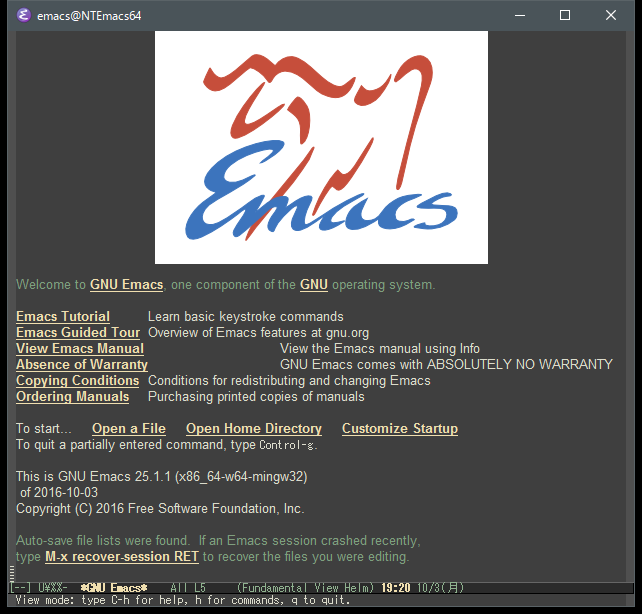 emacs@NTEmacs64
Emacs
Welcome to GNU Emacs, one component of the GNU operating system.
Emacs Tutorial Learn basic keystroke commands
Emacs Guided Tour Overview of Emacs features at gnu.org
View Emacs Manual View the Emacs manual using Info
Absence of Warranty GNU Emacs comes with ABSOLUTELY NO WARRANTY
Copying Conditions Conditions for redistributing and changing Emacs
Ordering Manuals Purchasing printed copies of manuals
To start... Open a File Open Home Directory Customize Startup
To quit a partially entered command, type Control-g.
This is GNU Emacs 25.1.1 (x86_64-w64-mingw32)
of 2016-10-03
Copyright (C) 2016 Free Software Foundation, Inc.
Auto-save file lists were found. If an Emacs session crashed recently,
type M-x recover-session RET to recover the files you were editing.
[--] U¥%%- *GNU Emacs* All L5 (Fundamental View Helm) 19:20 10/3(月)
View mode: type C-h for help, h for commands, q to quit.